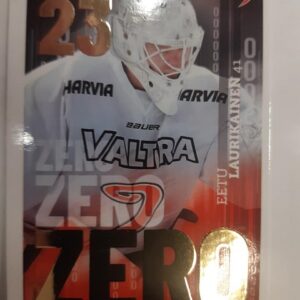 23
HARVIA
HARVIA
BAUER
VALTRA
ZERO
ZERO
ZERO
EETU
LAURIKAINEN 41